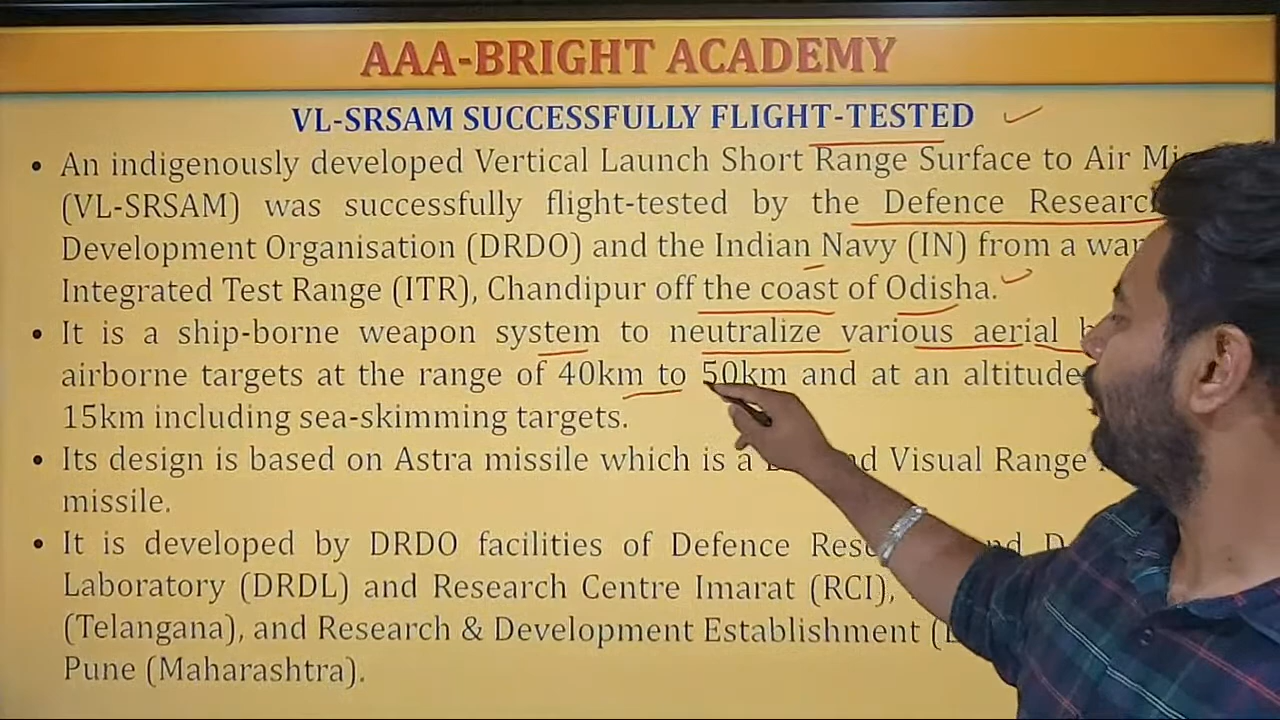 AAA-BRIGHT ACADEMY
VL-SRSAM SUCCESSFULLY FLIGHT-TESTED
• An indigenously developed Vertical Launch Short Range Surface to Air
(VL-SRSAM) was successfully flight-tested by the Defence Research
Development Organisation (DRDO) and the Indian Navy (IN) from a
Integrated Test Range (ITR), Chandipur off the coast of Odisha.
• It is a ship-borne weapon system to neutralize various aerial
airborne targets at the range of 40km to 50km and at an altitude
15km including sea-skimming targets.
• Its design is based on Astra missile which is a Visual Range
missile.
• It is developed by DRDO facilities of Defence
Laboratory (DRDL) and Research Centre Imarat (RCI),
(Telangana), and Research & Development Establishment
Pune (Maharashtra).